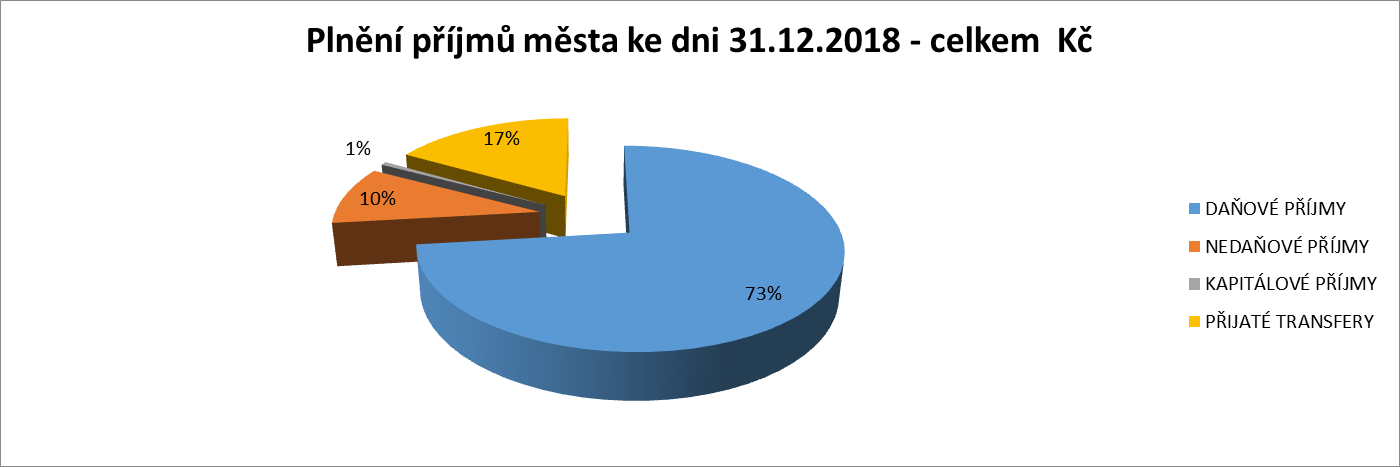 Plnění příjmů města ke dni 31.12.2018 - celkem  Kč
17%
1%
10%
73%
DAŇOVÉ PŘÍJMY
NEDAŇOVÉ PŘÍJMY
KAPITÁLOVÉ PŘÍJMY
PŘIJATÉ TRANSFERY